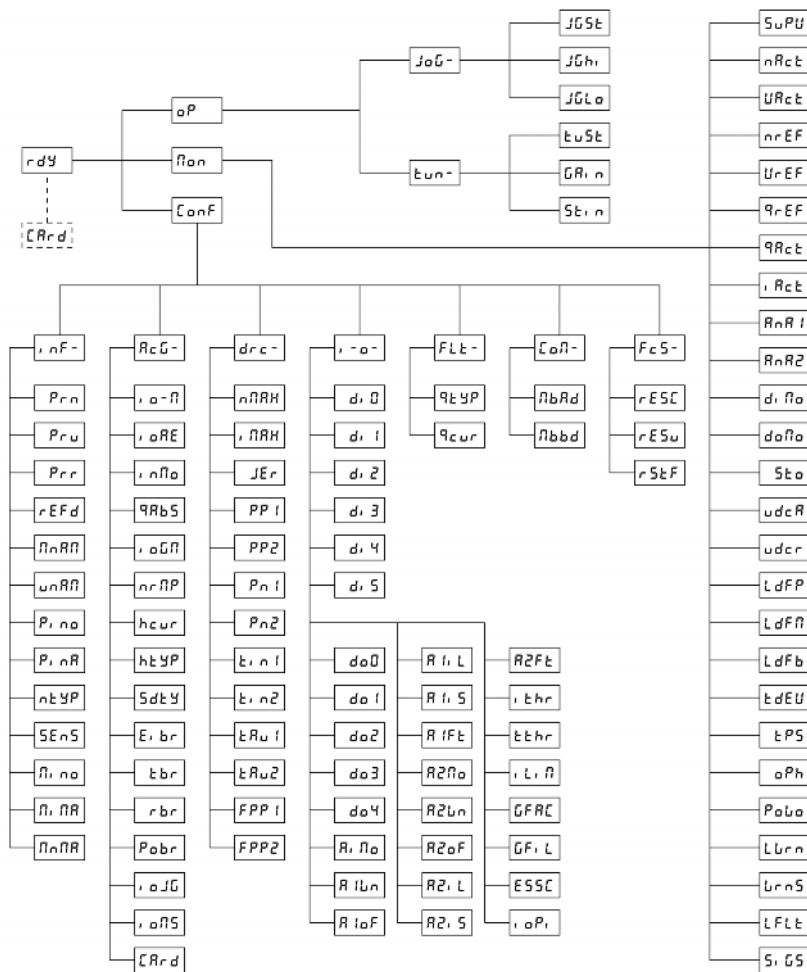 rdY
CArd
oP
Mon
ConF
JoG-
tun-
JGSt
JGhi
JGLo
tuSt
GAin
Stin
inF-
Prn
Pru
Prr
rEFd
MnAM
unAM
Pino
PinA
ntYP
SEnS
Mino
MiMA
MnMA
AcG-
io-M
ioAE
inMo
qAbS
ioGM
nrMP
hcur
htYP
SdtY
Eibr
tbr
rbr
Pobr
ioJG
ioMS
CArd
drc-
nMAX
iMAX
JEr
PP1
PP2
Pn1
Pn2
tin1
tin2
tAu1
tAu2
FPP1
FPP2
i-o-
di0
di1
di2
di3
di4
di5
do0
do1
do2
do3
do4
AiMo
A1Un
A1oF
A1iL
A1iS
A1Ft
A2Mo
A2Un
A2oF
A2iL
A2iS
A2Ft
ithr
tthr
iLiM
GFAC
GFiL
ESSC
ioPi
FLt-
qtYP
qcur
CoM-
MbAd
Mbbd
FcS-
rESC
rESu
rStF
SuPV
nAct
VAct
nrEF
VrEF
qrEF
qAct
iAct
AnA1
AnA2
diMo
doMo
Sto
udcA
udcr
LdFP
LdFM
LdFb
tdEV
tPS
oPh
PoUo
LUrn
UrnS
LFLt
SiGS